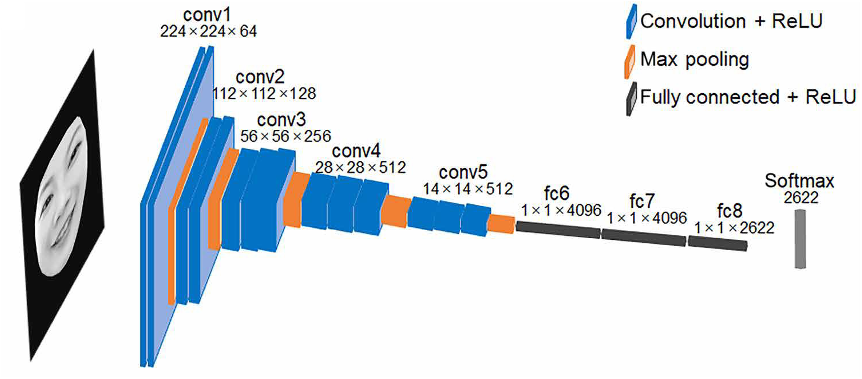 conv1
224×224×64
conv2
112×112×128
conv3
56×56×256
conv4
28×28×512
conv5
14×14×512
fc6
1×1×4096
fc7
1×1×4096
fc8
1×1×2622
Softmax
2622
Convolution + ReLU
Max pooling
Fully connected + ReLU